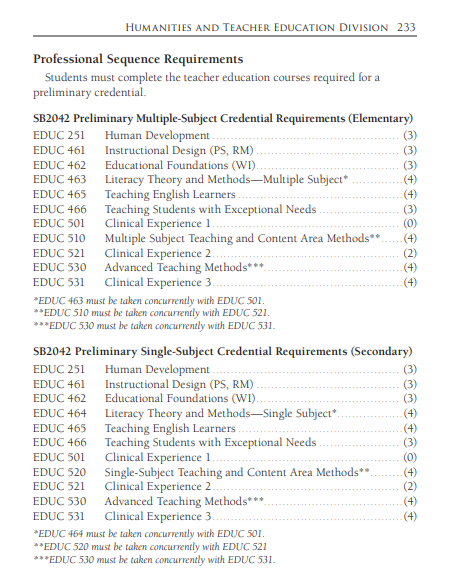 HUMANITIES AND TEACHER EDUCATION DIVISION 233
Professional Sequence Requirements
Students must complete the teacher education courses required for a
preliminary credential.
SB2042 Preliminary Multiple-Subject Credential Requirements (Elementary)
EDUC 251 Human Development (3)
EDUC 461 Instructional Design (PS, RM) (3)
EDUC 462 Educational Foundations (WI) (3)
EDUC 463 Literacy Theory and Methods—Multiple Subject* (4)
EDUC 465 Teaching English Learners (4)
EDUC 466 Teaching Students with Exceptional Needs (3)
EDUC 501 Clinical Experience 1 (0)
EDUC 510 Multiple Subject Teaching and Content Area Methods** (4)
EDUC 521 Clinical Experience 2 (2)
EDUC 530 Advanced Teaching Methods*** (4)
EDUC 531 Clinical Experience 3 (4)
*EDUC 463 must be taken concurrently with EDUC 501.
**EDUC 510 must be taken concurrently with EDUC 521.
***EDUC 530 must be taken concurrently with EDUC 531.
SB2042 Preliminary Single-Subject Credential Requirements (Secondary)
EDUC 251 Human Development (3)
EDUC 461 Instructional Design (PS, RM) (3)
EDUC 462 Educational Foundations (WI) (3)
EDUC 464 Literacy Theory and Methods—Single Subject* (4)
EDUC 465 Teaching English Learners (4)
EDUC 466 Teaching Students with Exceptional Needs (3)
EDUC 501 Clinical Experience 1 (0)
EDUC 520 Single-Subject Teaching and Content Area Methods** (4)
EDUC 521 Clinical Experience 2 (2)
EDUC 530 Advanced Teaching Methods*** (4)
EDUC 531 Clinical Experience 3 (4)
*EDUC 464 must be taken concurrently with EDUC 501.
**EDUC 520 must be taken concurrently with EDUC 521
***EDUC 530 must be taken concurrently with EDUC 531.